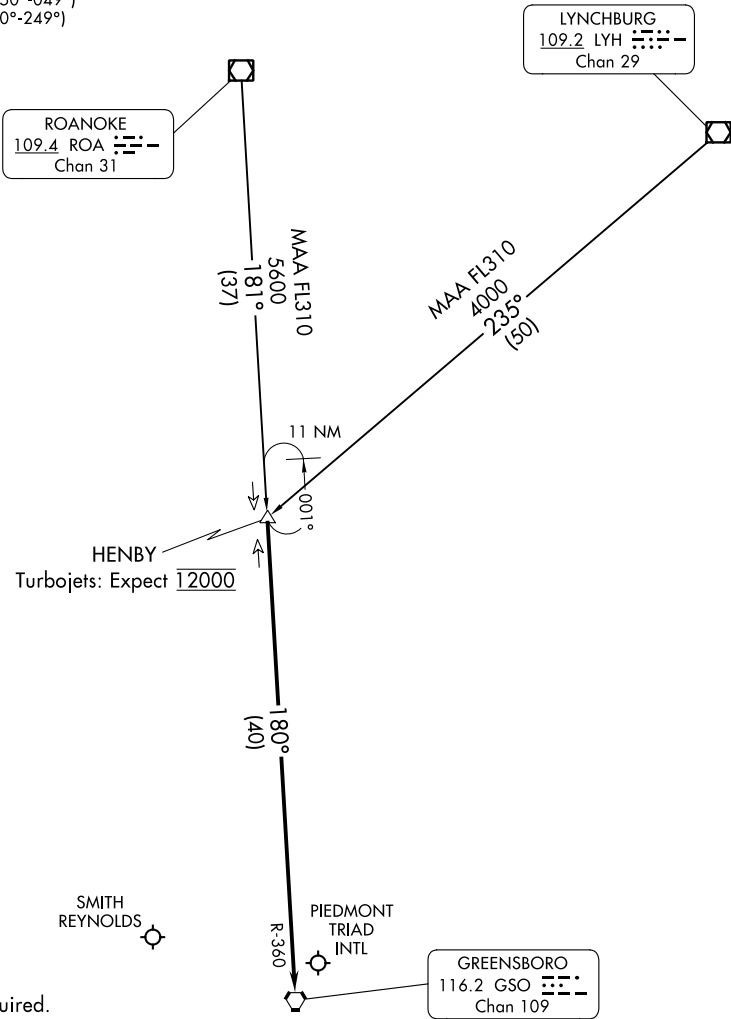 0°-249°)
LYNCHBURG
109.2 LYH
Chan 29
ROANOKE
109.4 ROA
Chan 31
MAA FL310
5600
181°
(37)
MAA FL310
4000
235°
(50)
11 NM
001°
HENBY
Turbojets: Expect 12000
180°
(40)
SMITH
REYNOLDS
PIEDMONT
TRIAD
INTL
R-360
GREENSBORO
116.2 GSO
Chan 109
uired.